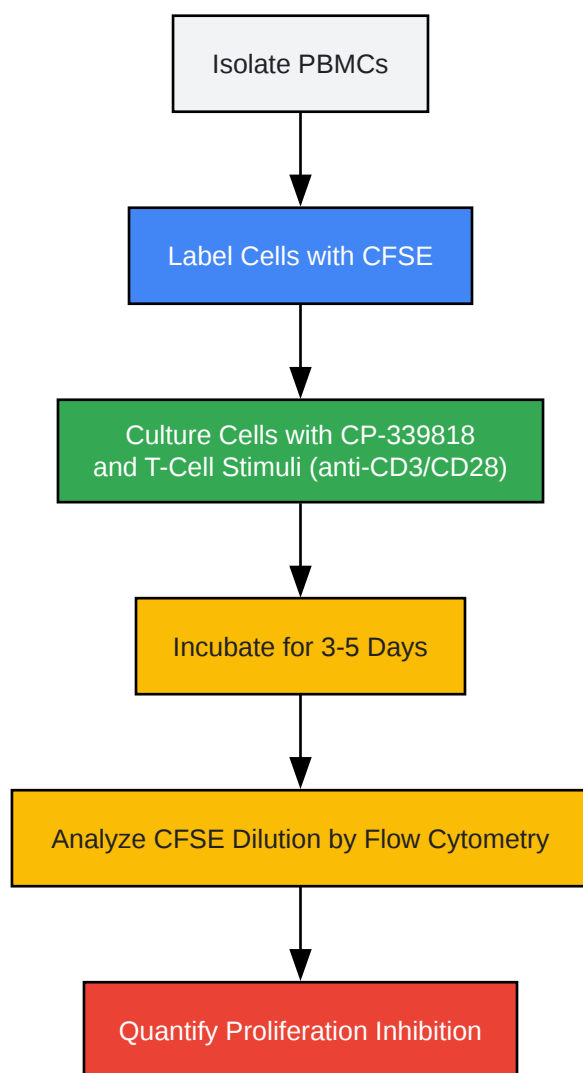 Isolate PBMCs
Label Cells with CFSE
Culture Cells with CP-339818
and T-Cell Stimuli (anti-CD3/CD28)
Incubate for 3-5 Days
Analyze CFSE Dilution by Flow Cytometry
Quantify Proliferation Inhibition